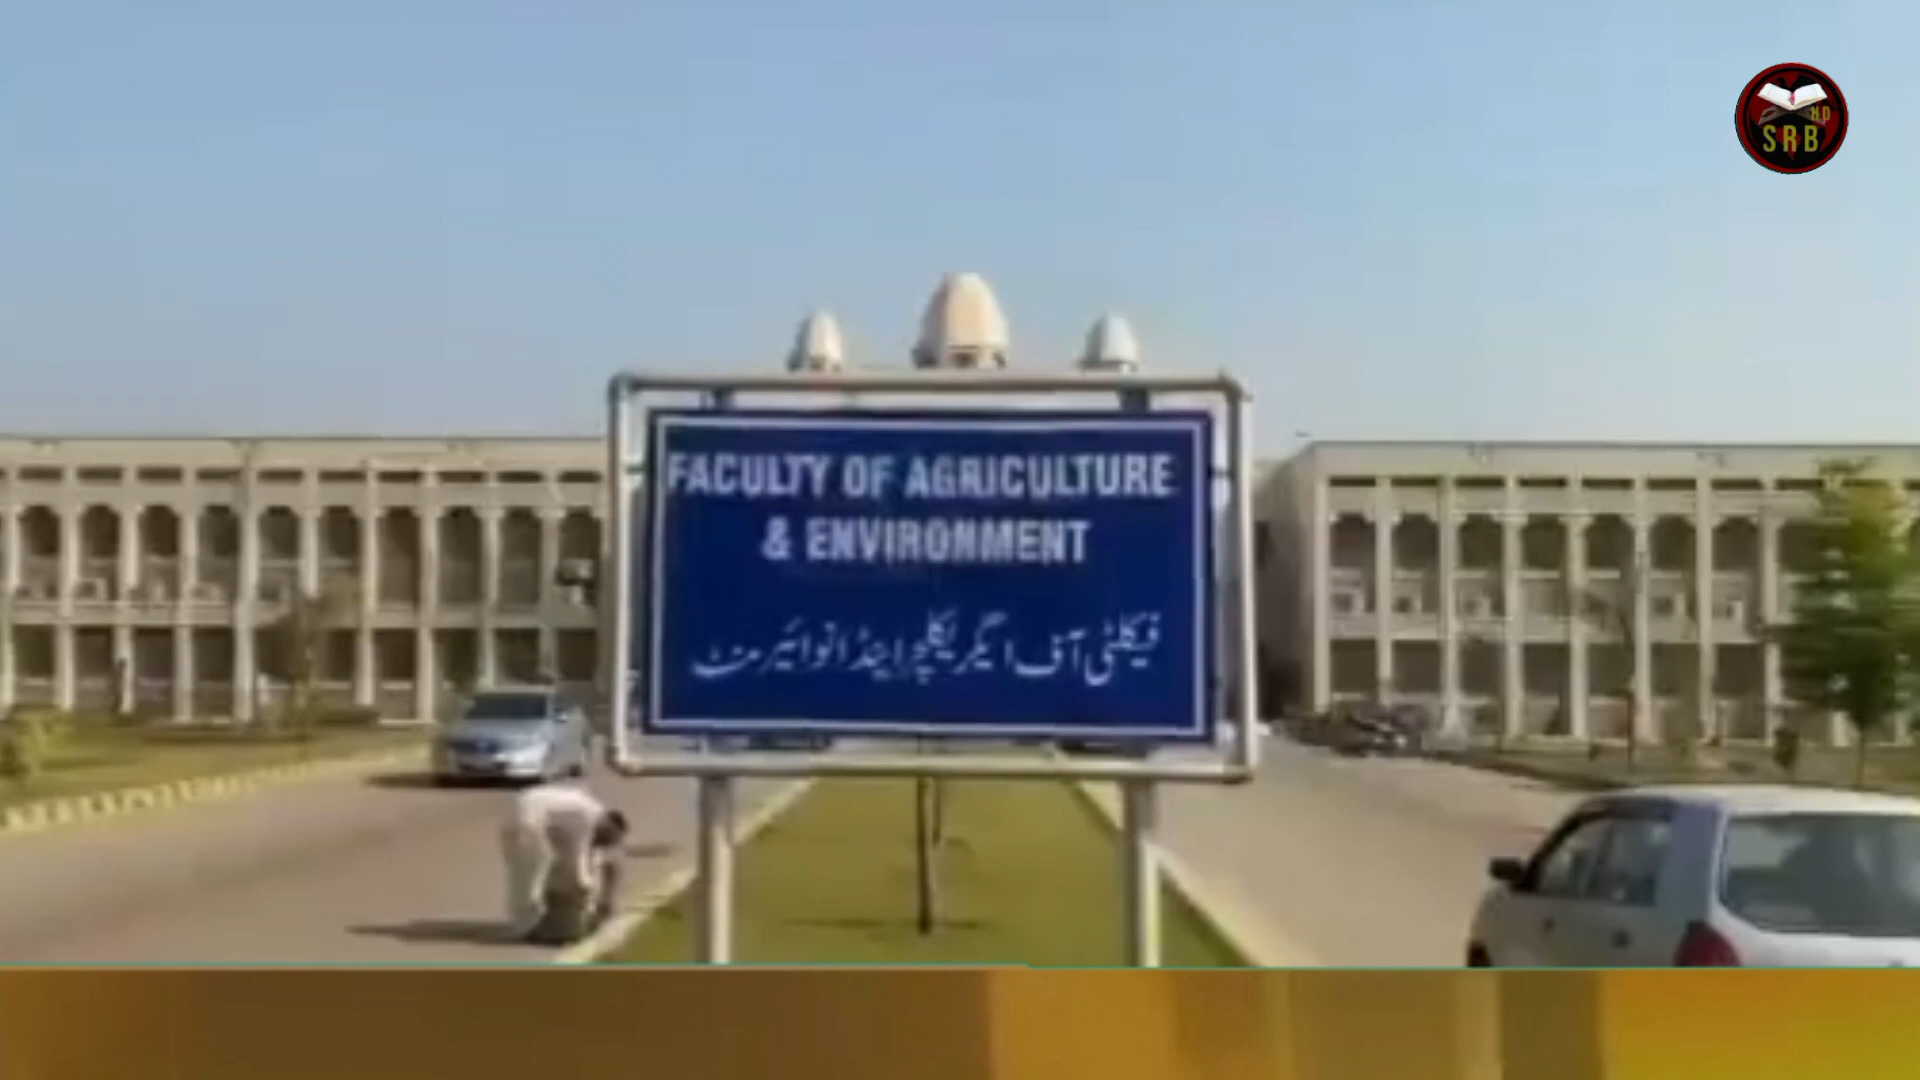 SRB
FACULTY OF AGRICULTURE
& ENVIRONMENT
فیکلٹی آف ایگریکلچر اینڈ انوائیرمنٹ